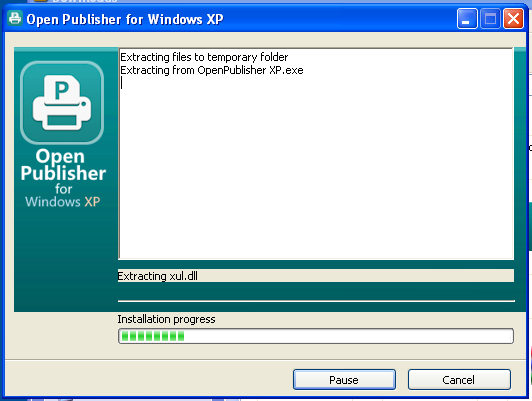 Open Publisher for Windows XP
Extracting files to temporary folder
Extracting from OpenPublisher XP.exe
P
Open
Publisher
for
Windows XP
Extracting xul.dll
Installation progress
Pause
Cancel